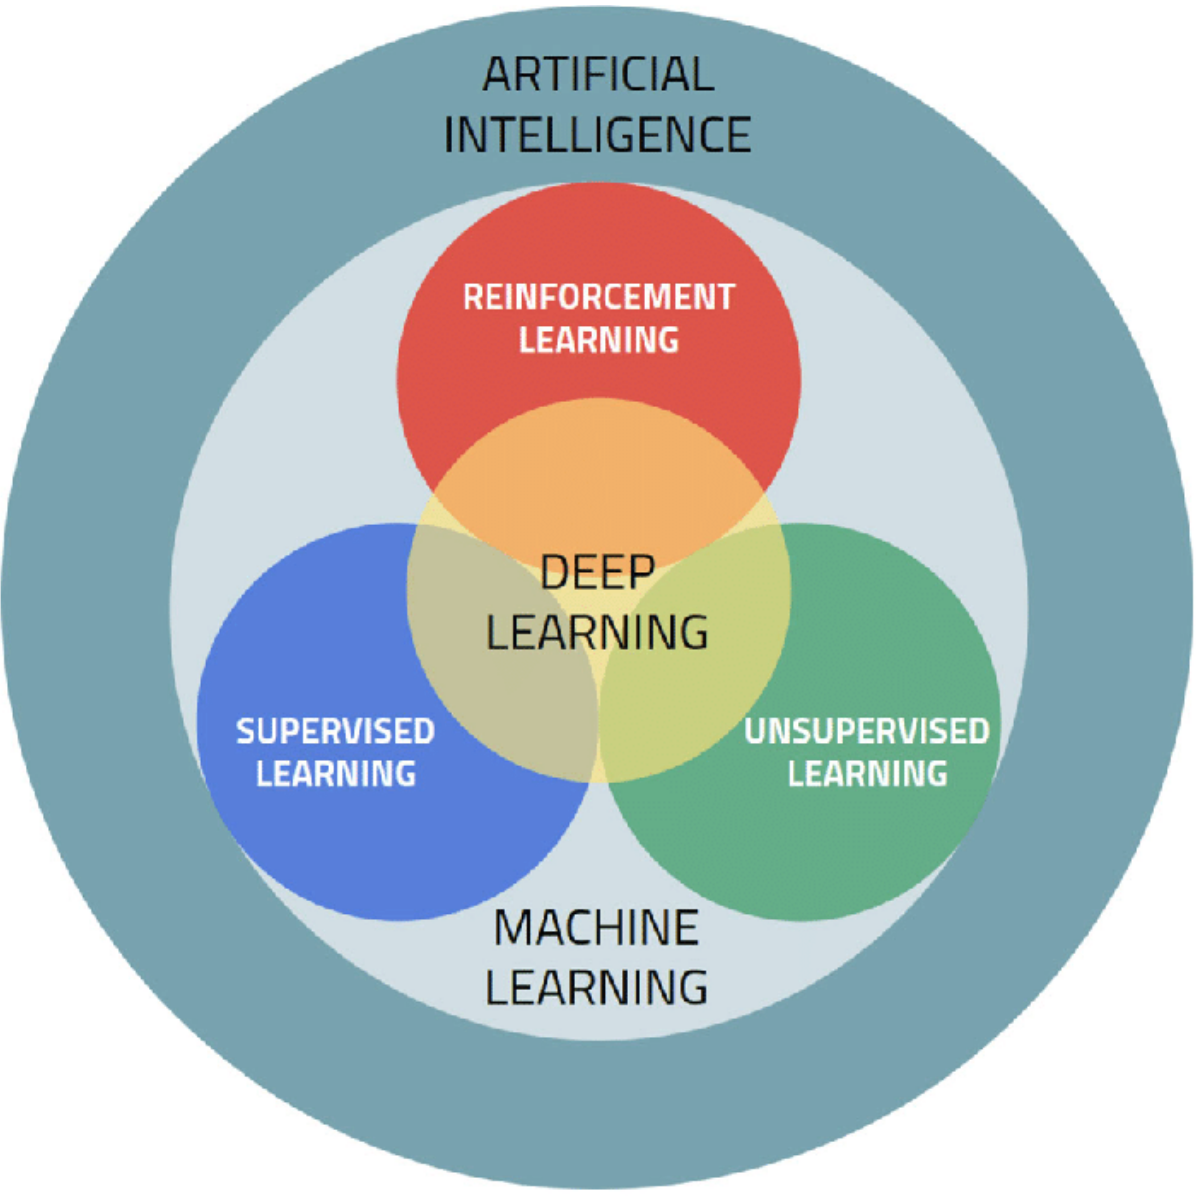 ARTIFICIAL
INTELLIGENCE
REINFORCEMENT
LEARNING
DEEP
LEARNING
SUPERVISED
LEARNING
UNSUPERVISED
LEARNING
MACHINE
LEARNING